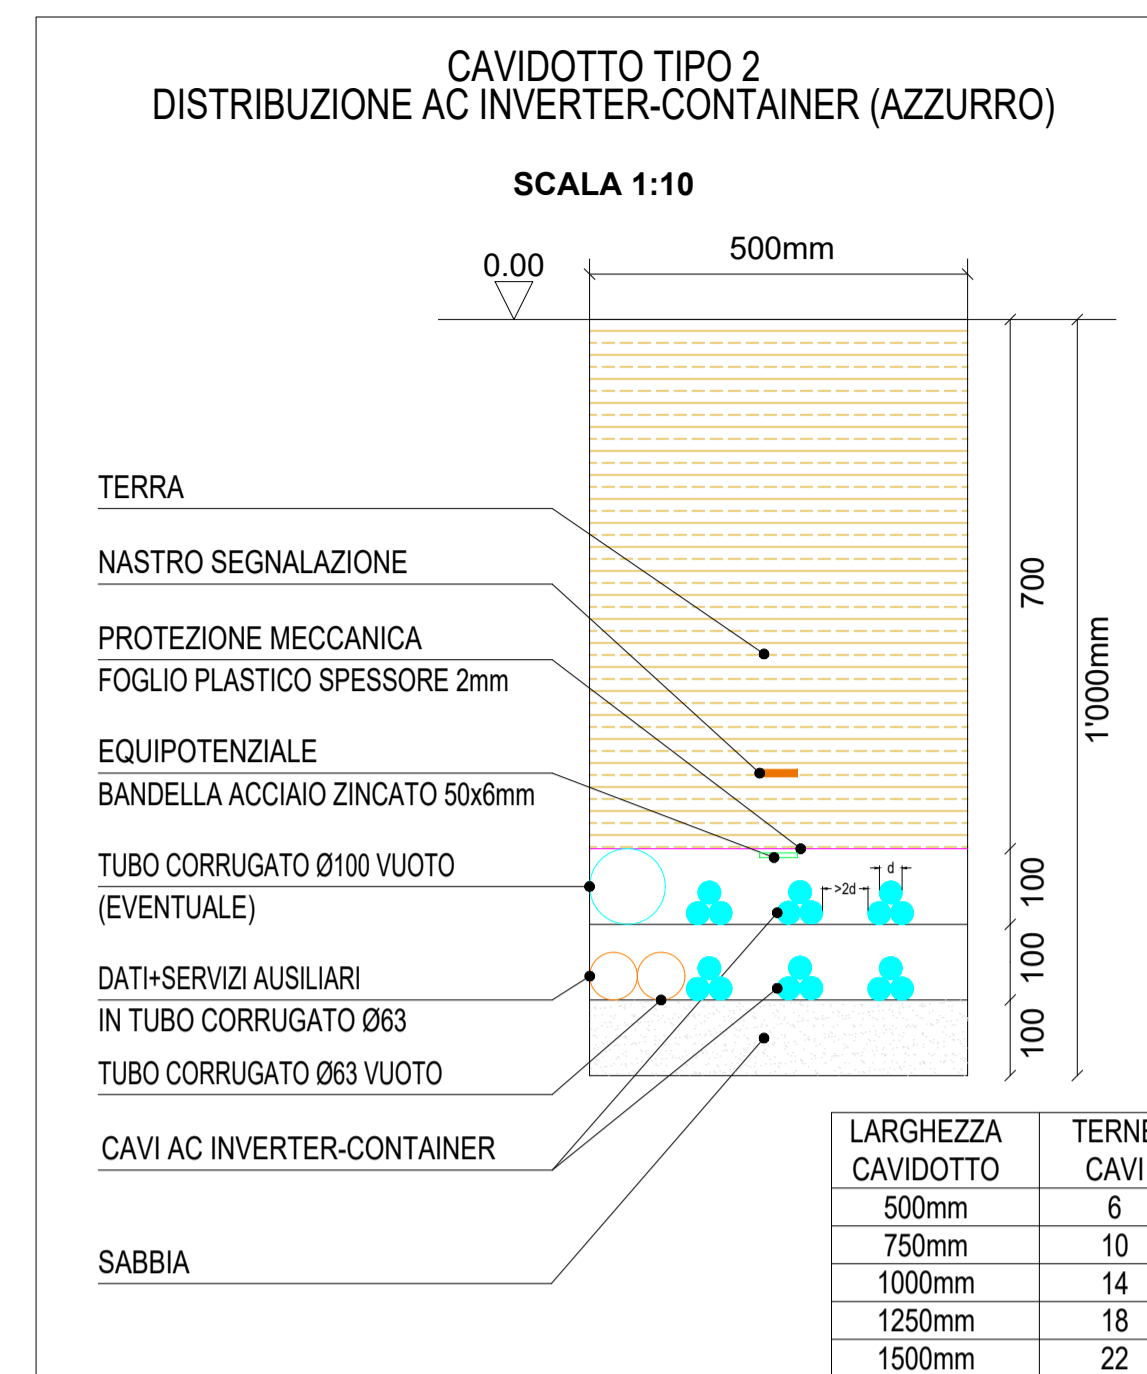 CAVIDOTTO TIPO 2
DISTRIBUZIONE AC INVERTER-CONTAINER (AZZURRO)
SCALA 1:10
0.00
500mm
TERRA
NASTRO SEGNALAZIONE
PROTEZIONE MECCANICA
FOGLIO PLASTICO SPESSORE 2mm
EQUIPOTENZIALE
BANDELLA ACCIAIO ZINCATO 50x6mm
TUBO CORRUGATO Ø100 VUOTO
(EVENTUALE)
DATI+SERVIZI AUSILIARI
IN TUBO CORRUGATO Ø63
TUBO CORRUGATO Ø63 VUOTO
CAVI AC INVERTER-CONTAINER
SABBIA
d
>2d
700
100
100
100
1'000mm
LARGHEZZA CAVIDOTTO TERNE CAVI
500mm 6
750mm 10
1000mm 14
1250mm 18
1500mm 22